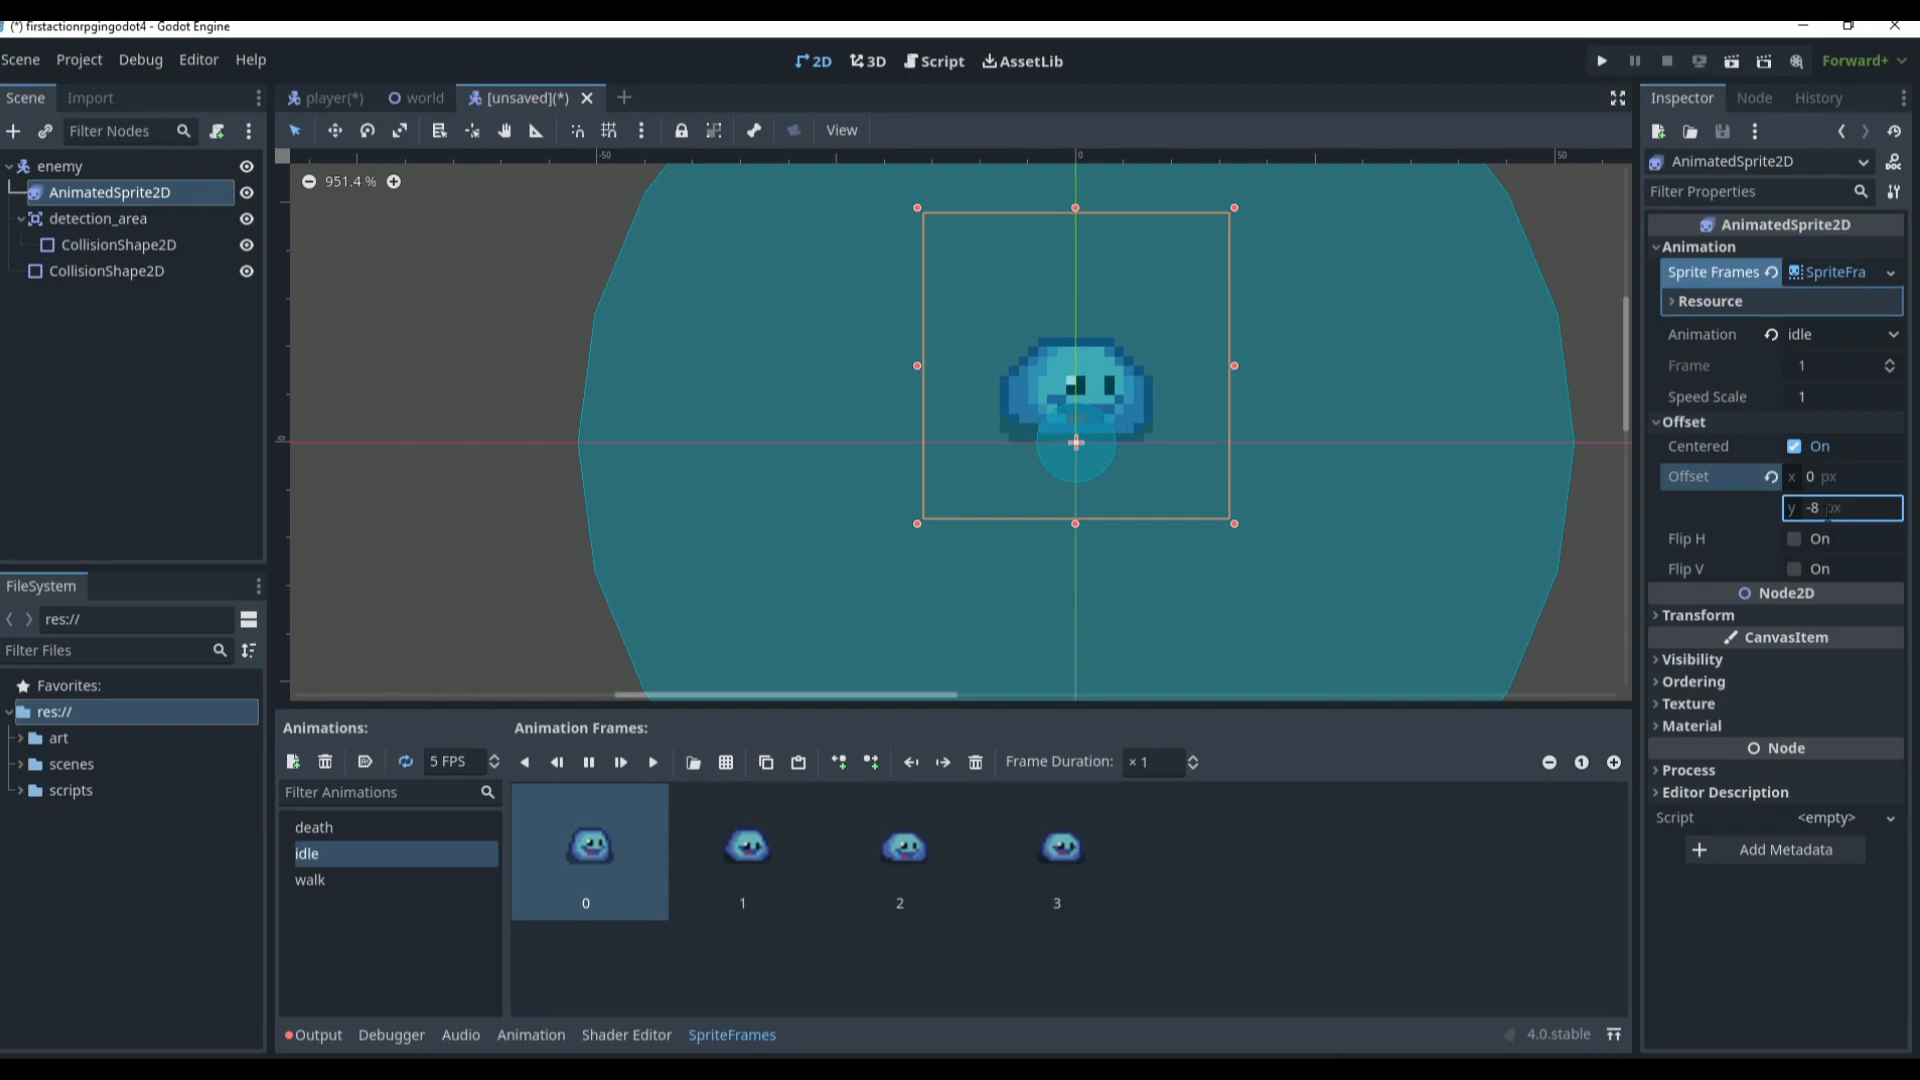 (*) firstactionrpgingodot4 - Godot Engine
Scene Project Debug Editor Help
2D 3D Script AssetLib
Forward+
Scene Import
player(*) world [unsaved](*)
Inspector Node History
Filter Nodes
View
enemy
AnimatedSprite2D
detection_area
CollisionShape2D
CollisionShape2D
-50 0 50
951.4 %
0
AnimatedSprite2D
Filter Properties
AnimatedSprite2D
Animation
Sprite Frames SpriteFra
Resource
Animation idle
Frame 1
Speed Scale 1
Offset
Centered On
Offset x 0 px
y -8 px
Flip H On
Flip V On
Node2D
Transform
CanvasItem
Visibility
Ordering
Texture
Material
Node
Process
Editor Description
Script <empty>
Add Metadata
FileSystem
res://
Filter Files
Favorites:
res://
art
scenes
scripts
Animations: Animation Frames:
5 FPS
Frame Duration: × 1
Filter Animations
death
idle
walk
0 1 2 3
Output Debugger Audio Animation Shader Editor SpriteFrames
4.0.stable